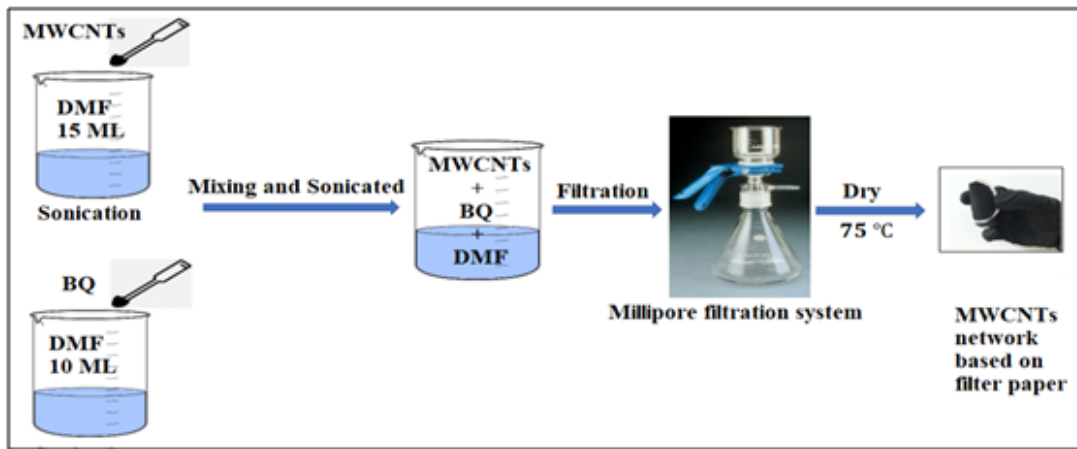 MWCNTs
DMF
15 ML
Sonication
BQ
DMF
10 ML
Mixing and Sonicated
MWCNTs
+
BQ
+
DMF
Filtration
Millipore filtration system
Dry
75 ℃
MWCNTs
network
based on
filter paper